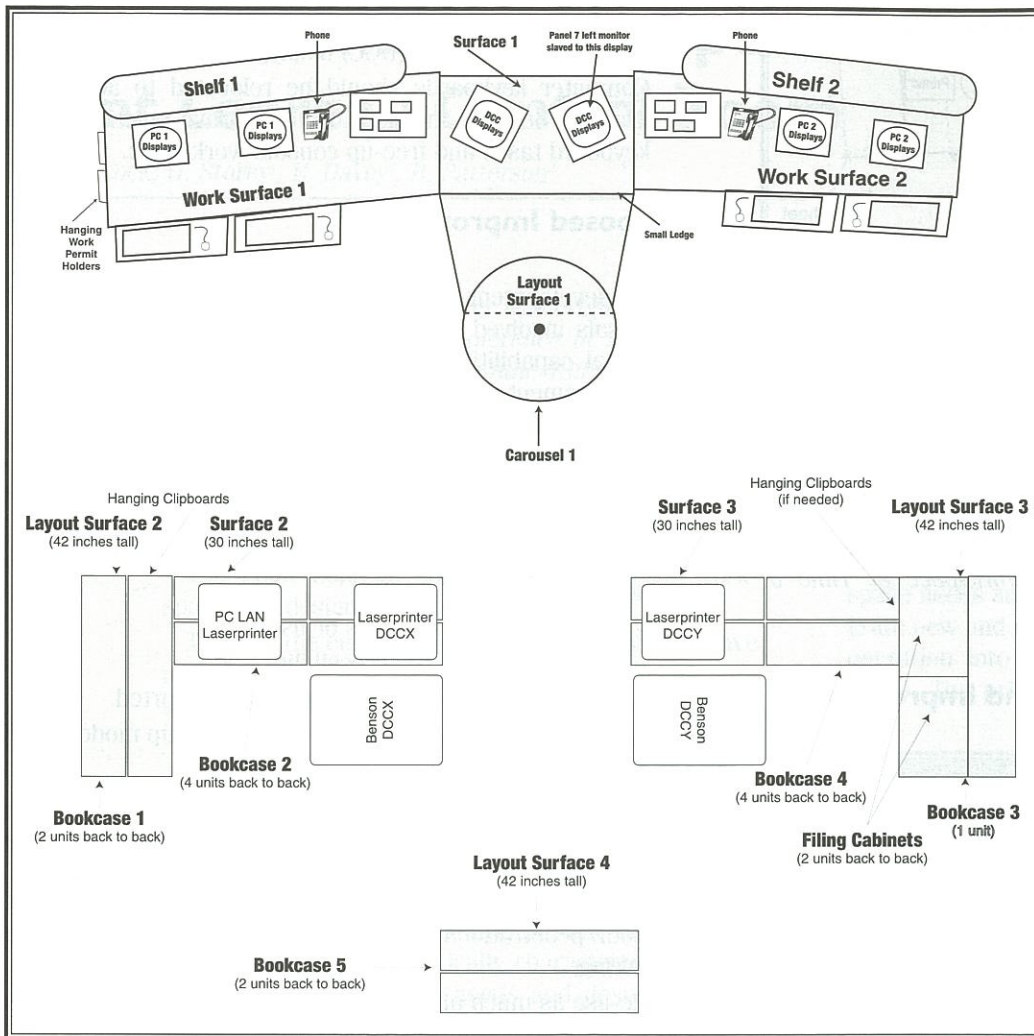 Phone
Surface 1
Panel 7 left monitor
slaved to this display
Phone
Shelf 1
Shelf 2
PC 1
Displays
PC 1
Displays
DCC
Displays
DCC
Displays
PC 2
Displays
PC 2
Displays
Work Surface 1
Work Surface 2
Hanging
Work
Permit
Holders
Small Ledge
Layout
Surface 1
Carousel 1
Hanging Clipboards
Layout Surface 2
(42 inches tall)
Surface 2
(30 inches tall)
Surface 3
(30 inches tall)
Hanging Clipboards
(if needed)
Layout Surface 3
(42 inches tall)
PC LAN
Laserprinter
Laserprinter
DCCX
Laserprinter
DCCY
Benson
DCCX
Benson
DCCY
Bookcase 1
(2 units back to back)
Bookcase 2
(4 units back to back)
Bookcase 4
(4 units back to back)
Filing Cabinets
(2 units back to back)
Bookcase 3
(1 unit)
Layout Surface 4
(42 inches tall)
Bookcase 5
(2 units back to back)